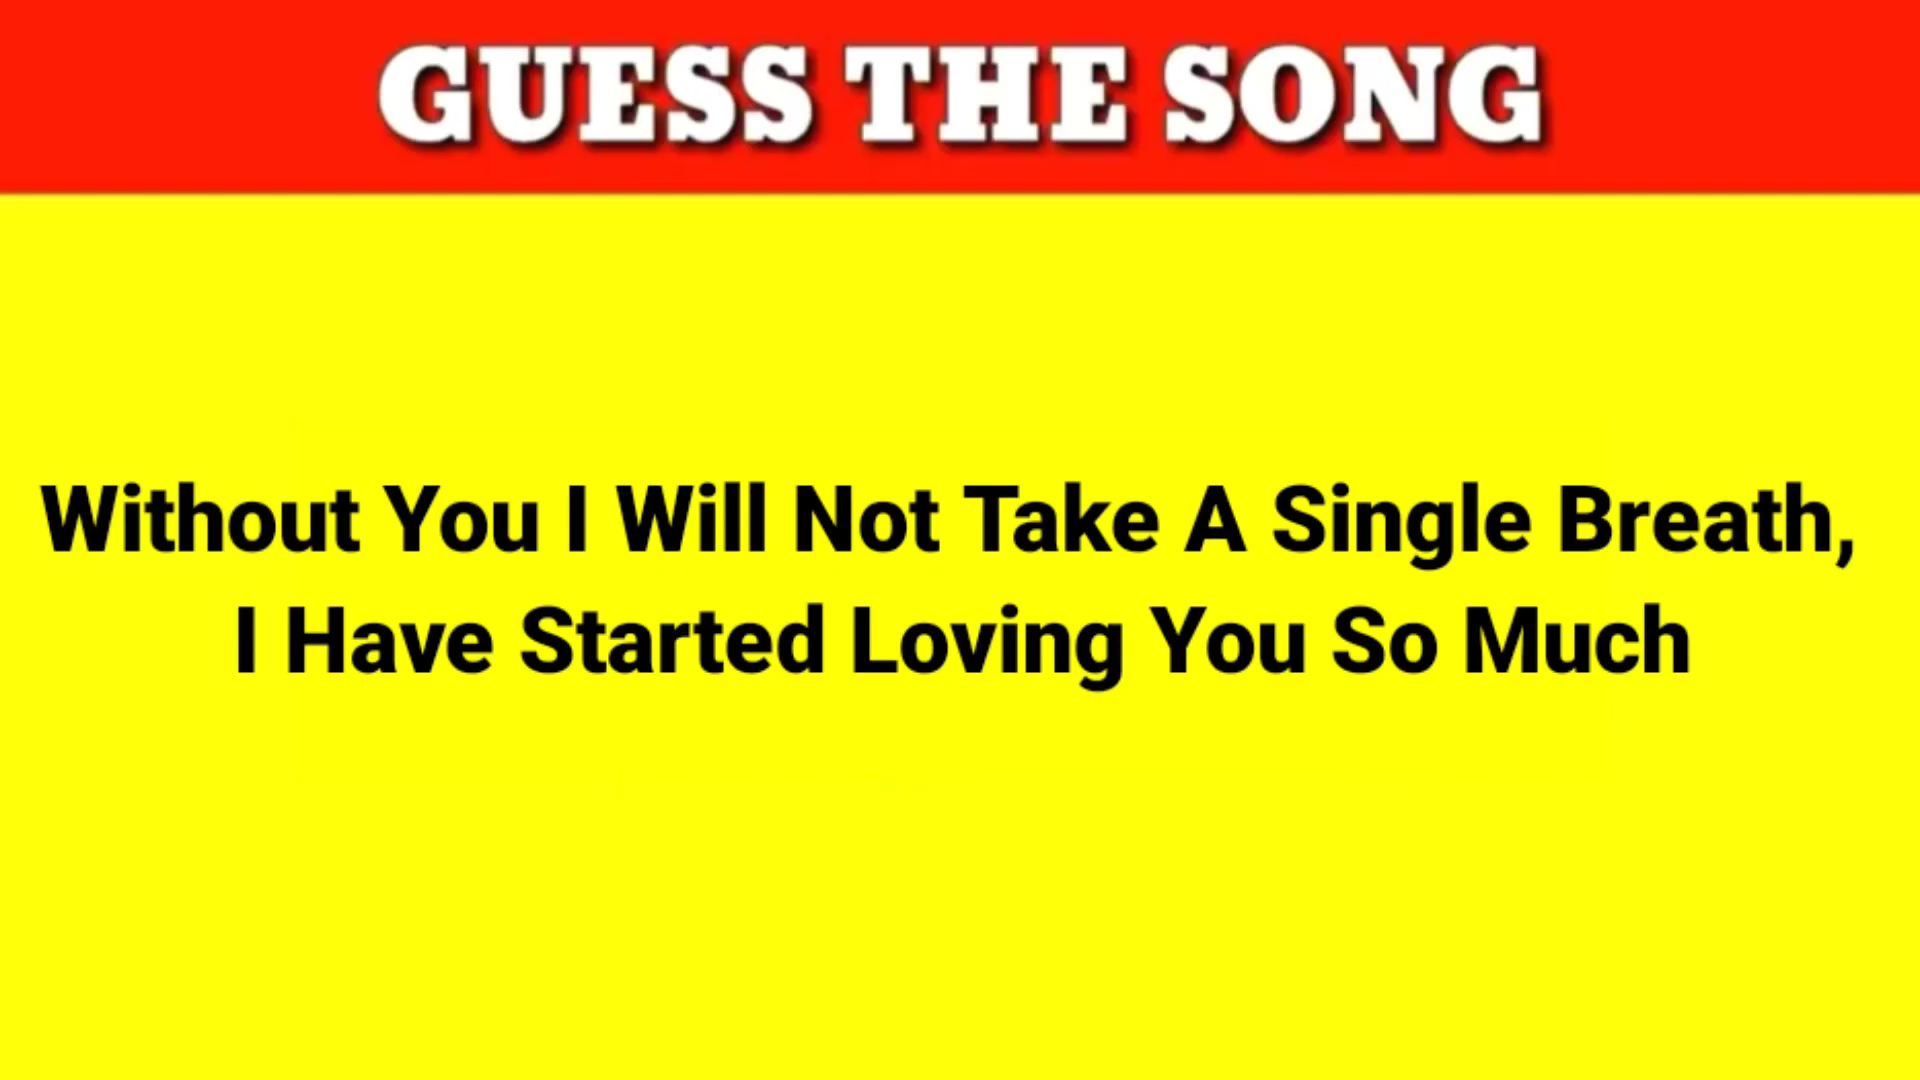 GUESS THE SONG
Without You I Will Not Take A Single Breath,
I Have Started Loving You So Much